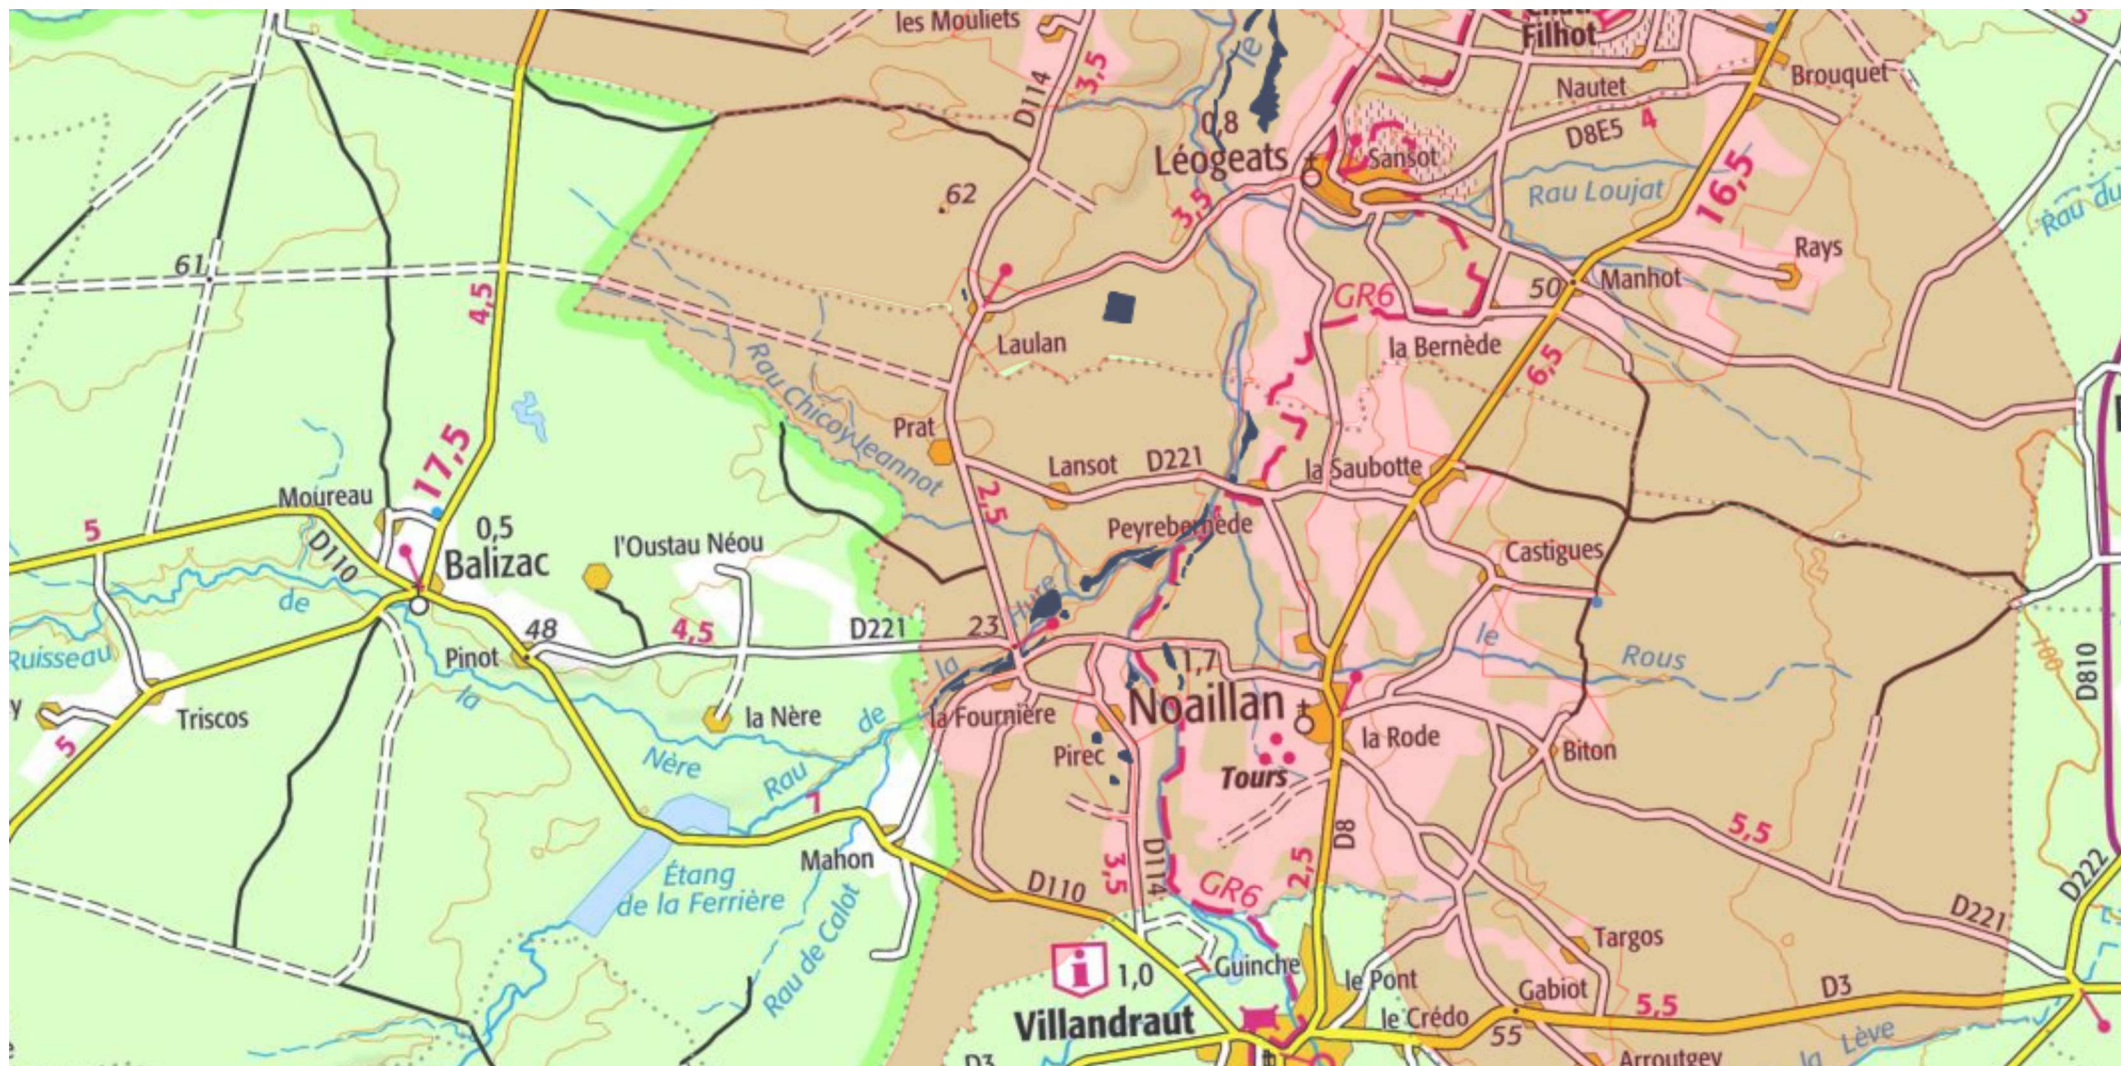 les Mouliets
le
Filhot
Brouquet
Nautet
D114
3,5
0,8
D8E5
4
Léogeats
Sansot
Rau Loujat
16,5
Rau du
62
3,5
61
4,5
GR6
50
Manhot
Rays
Laulan
la Bernède
6,5
Rau Chicoy Jeannot
Prat
17,5
Lansot
D221
la Saubotte
2,5
Moureau
5
0,5
Balizac
D110
l'Oustau Néou
Peyrebernède
Castigues
de
Hure
48
4,5
D221
23
le
Rous
Ruisseau
Pinot
la
la
1,7
100
D810
Triscos
la Nère
de
la Fournière
Noaillan
la Rode
Biton
5
Nère
Rau
Pirec
Tours
7
D8
5,5
Mahon
3,5
D114
2,5
D222
Étang
de la Ferrière
D110
GR6
D221
Rau de Calot
Targos
1,0
Guinche
le Pont
Gabiot
5,5
D3
Villandraut
le Crédo
55
la Lève
D3
Arroutgey